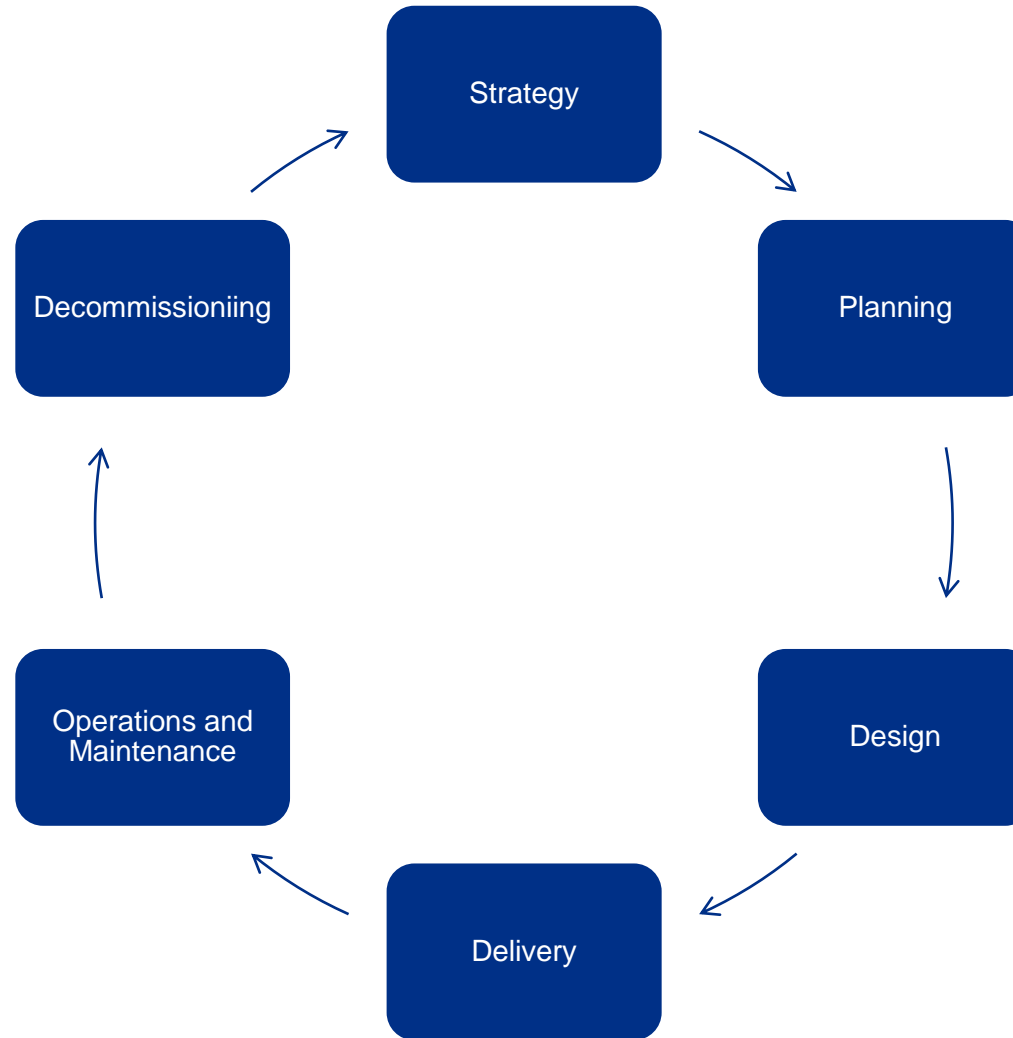 Strategy
Planning
Design
Delivery
Operations and
Maintenance
Decommissioniing